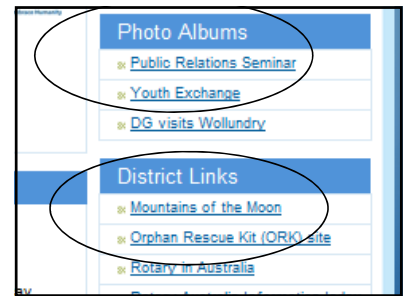 Photo Albums
Public Relations Seminar
Youth Exchange
DG visits Wollundry
District Links
Mountains of the Moon
Orphan Rescue Kit (ORK) site
Rotary in Australia